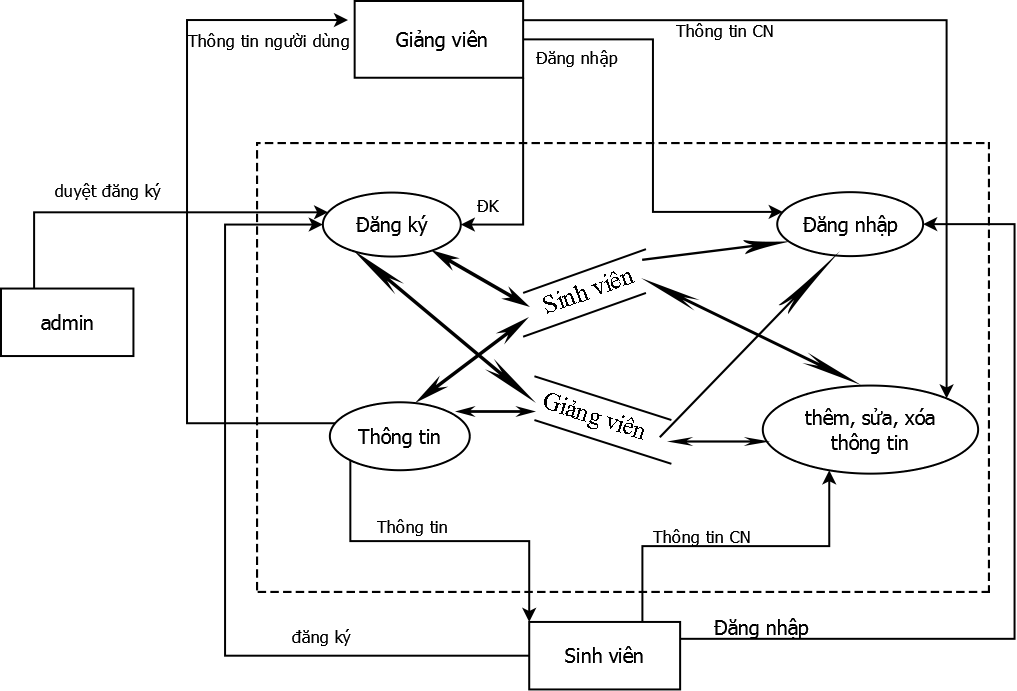 Giảng viên
Thông tin CN
Thông tin người dùng
Đăng nhập
duyệt đăng ký
ĐK
Đăng ký
Đăng nhập
Sinh viên
admin
Giảng viên
thêm, sửa, xóa
thông tin
Thông tin
Thông tin
Thông tin CN
đăng ký
Đăng nhập
Sinh viên